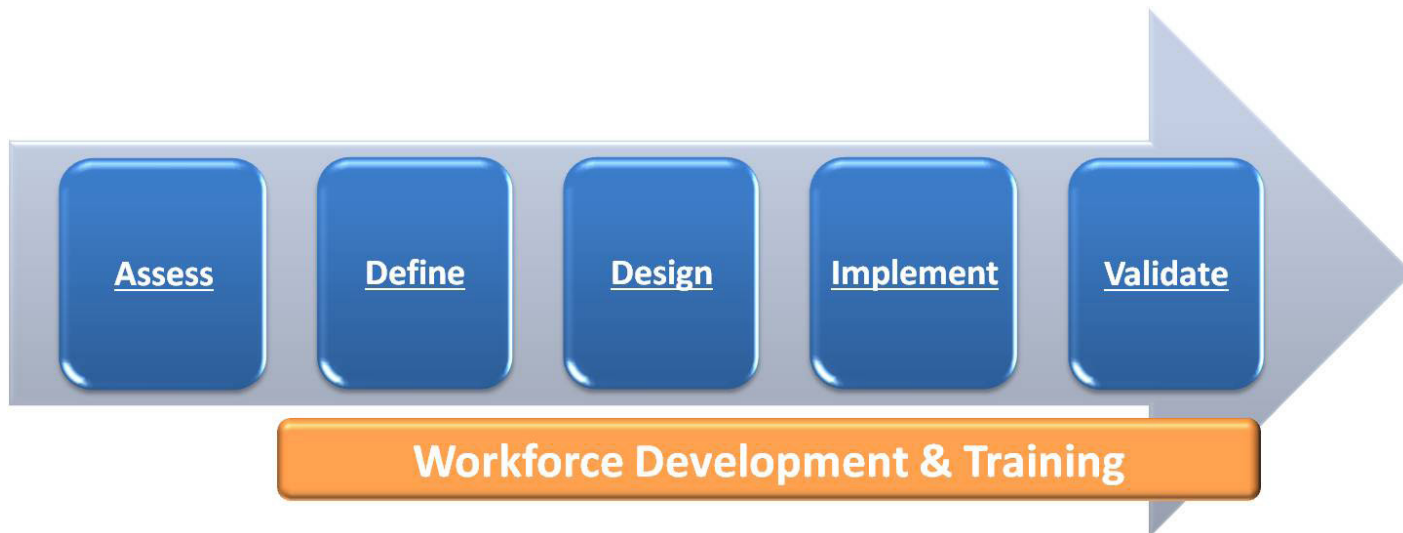 Assess
Define
Design
Implement
Validate
Workforce Development & Training